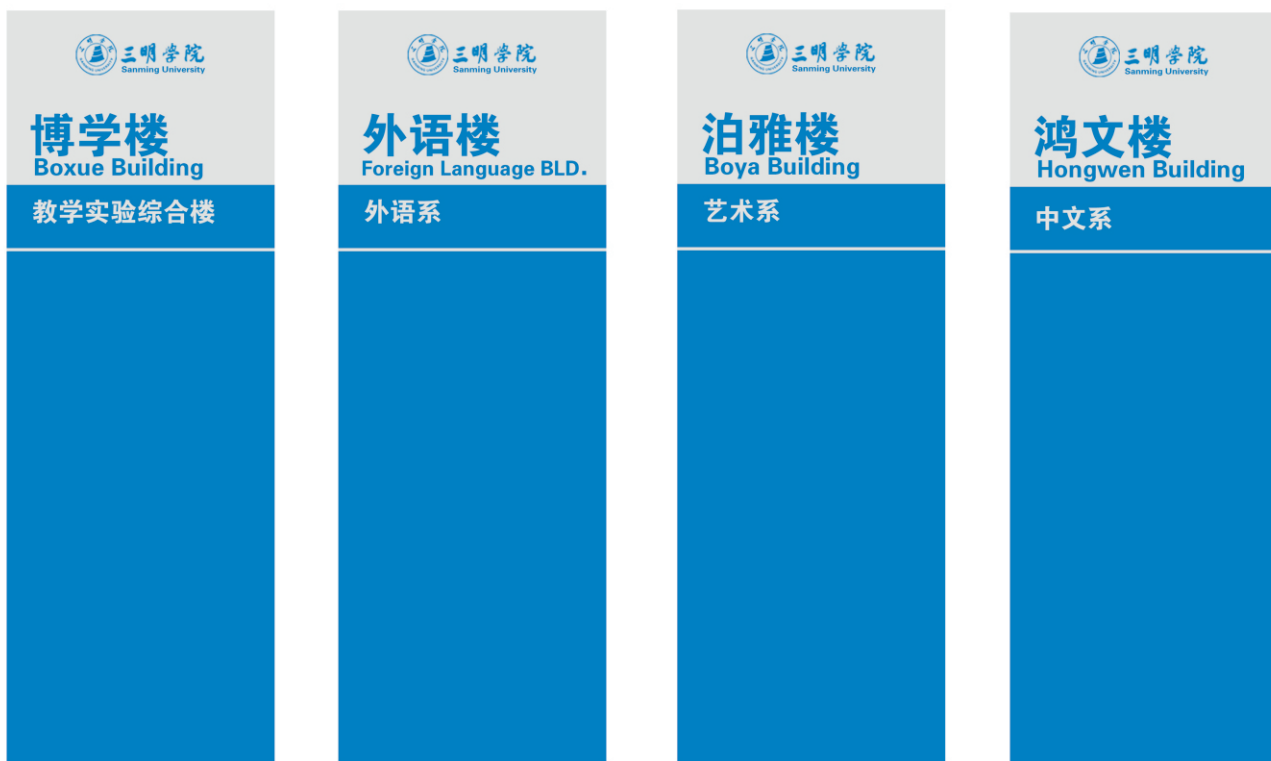 三明学院
Sanming University
博学楼
Boxue Building
教学实验综合楼
三明学院
Sanming University
外语楼
Foreign Language BLD.
外语系
三明学院
Sanming University
泊雅楼
Boya Building
艺术系
三明学院
Sanming University
鸿文楼
Hongwen Building
中文系